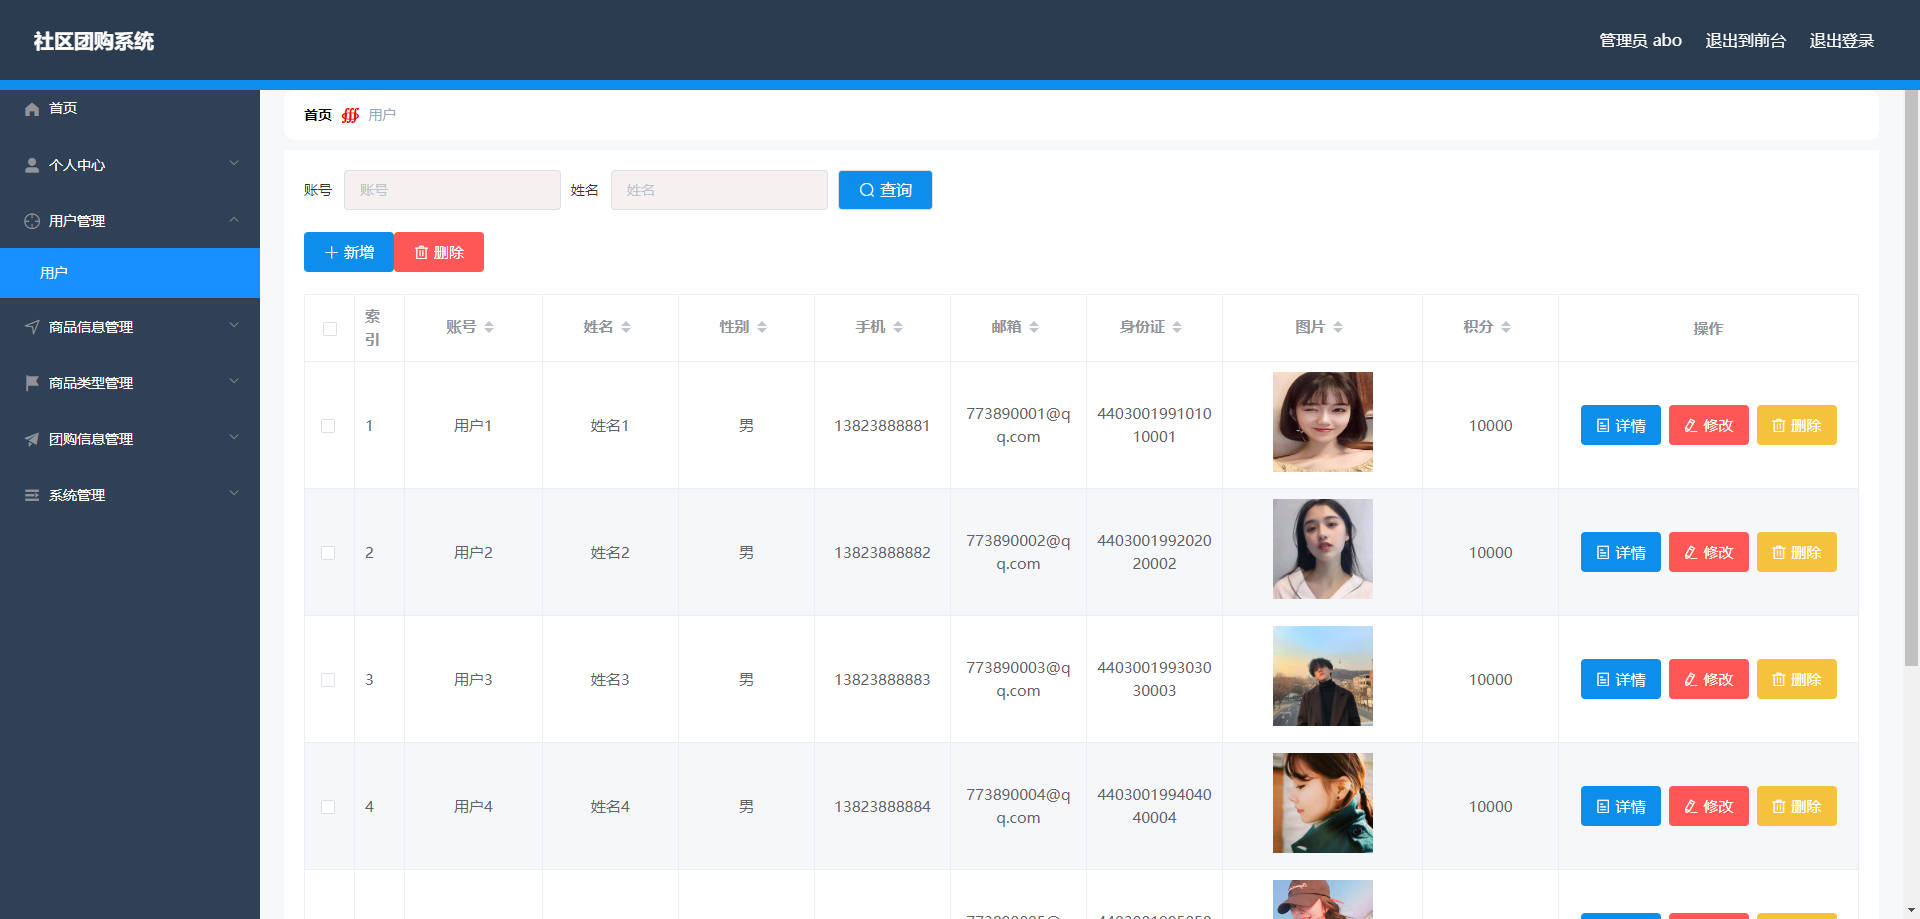 社区团购系统
管理员 abo 退出到前台 退出登录
首页
个人中心
用户管理
用户
商品信息管理
商品类型管理
团购信息管理
系统管理
首页 用户
账号 账号 姓名 姓名 查询
新增 删除
索引 账号 姓名 性别 手机 邮箱 身份证 图片 积分 操作
1 用户1 姓名1 男 13823888881 773890001@qq.com 440300199101010001 10000 详情 修改 删除
2 用户2 姓名2 男 13823888882 773890002@qq.com 440300199202020002 10000 详情 修改 删除
3 用户3 姓名3 男 13823888883 773890003@qq.com 440300199303030003 10000 详情 修改 删除
4 用户4 姓名4 男 13823888884 773890004@qq.com 440300199404040004 10000 详情 修改 删除